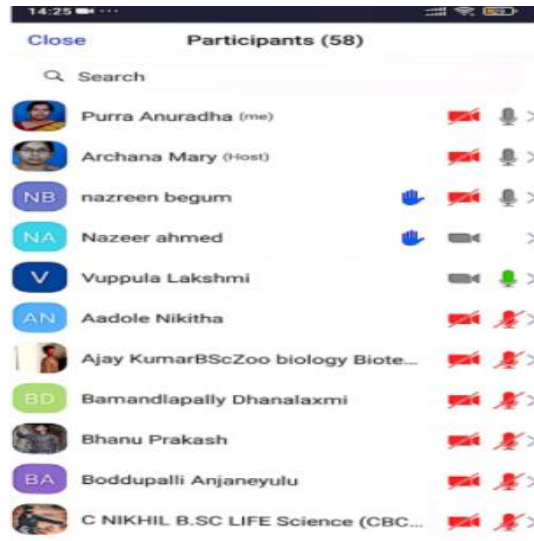 14:25
Close Participants (58)
Search
Purra Anuradha (me)
Archana Mary (Host)
NB nazreen begum
NA Nazeer ahmed
V Vuppula Lakshmi
AN Aadole Nikitha
Ajay KumarBScZoo biology Biote...
BD Bamandlapally Dhanalaxmi
Bhanu Prakash
BA Boddupalli Anjaneyulu
C NIKHIL B.SC LIFE Science (CBC...